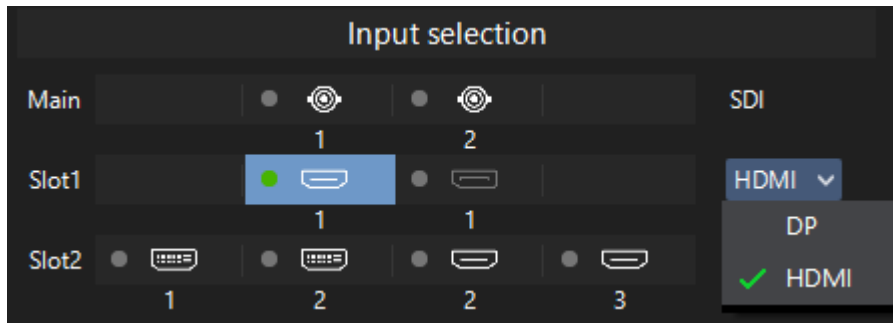 Input selection
Main SDI
1 2
Slot1 HDMI
1 1
DP
Slot2
HDMI
1 2 2 3